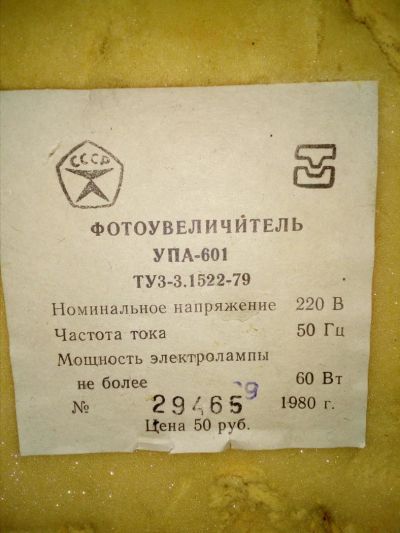 СССР
ФОТОУВЕЛИЧИТЕЛЬ
УПА-601
ТУ3-3.1522-79
Номинальное напряжение 220 В
Частота тока 50 Гц
Мощность электролампы
не более 60 Вт
№ 29465 1980 г.
Цена 50 руб.